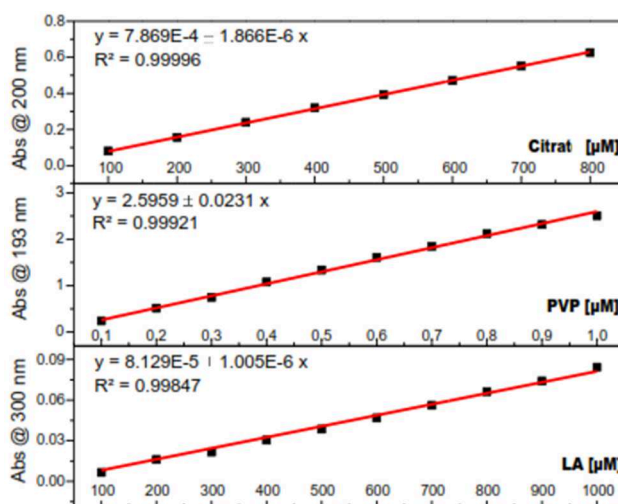 0.8
0.6
0.4
0.2
0.0
Abs @ 200 nm
y = 7.869E-4 ± 1.866E-6 x
R² = 0.99996
Citrat [µM]
100 200 300 400 500 600 700 800
3
2
1
0
Abs @ 193 nm
y = 2.5959 ± 0.0231 x
R² = 0.99921
PVP [µM]
0,1 0,2 0,3 0,4 0,5 0,6 0,7 0,8 0,9 1,0
0.09
0.06
0.03
0.00
Abs @ 300 nm
y = 8.129E-5 1.005E-6 x
R² = 0.99847
LA [µM]
100 200 300 400 500 600 700 800 900 1000